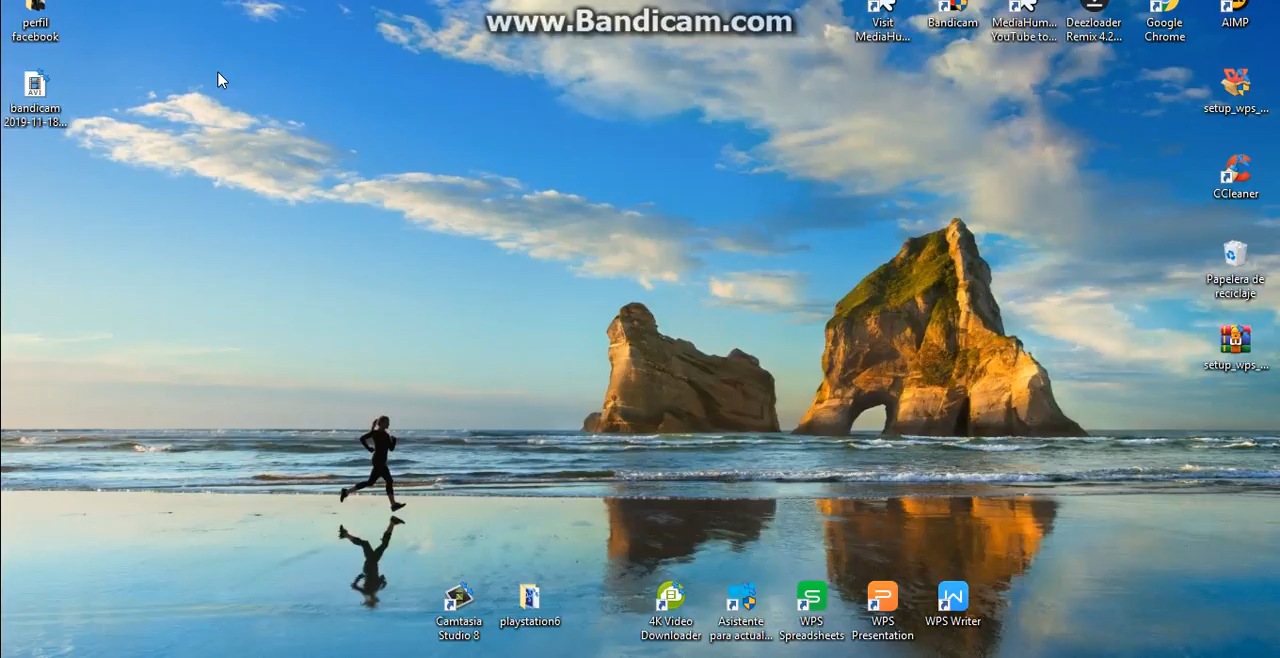 www.Bandicam.com
perfil
facebook
Visit
MediaHu...
Bandicam
MediaHum...
YouTube to...
Deezloader
Remix 4.2...
Google
Chrome
AIMP
AVI
bandicam
2019-11-18...
setup_wps_...
CCleaner
Papelera de
reciclaje
setup_wps_...
Camtasia
Studio 8
playstation6
4K Video
Downloader
Asistente
para actual...
S
WPS
Spreadsheets
P
WPS
Presentation
W
WPS Writer